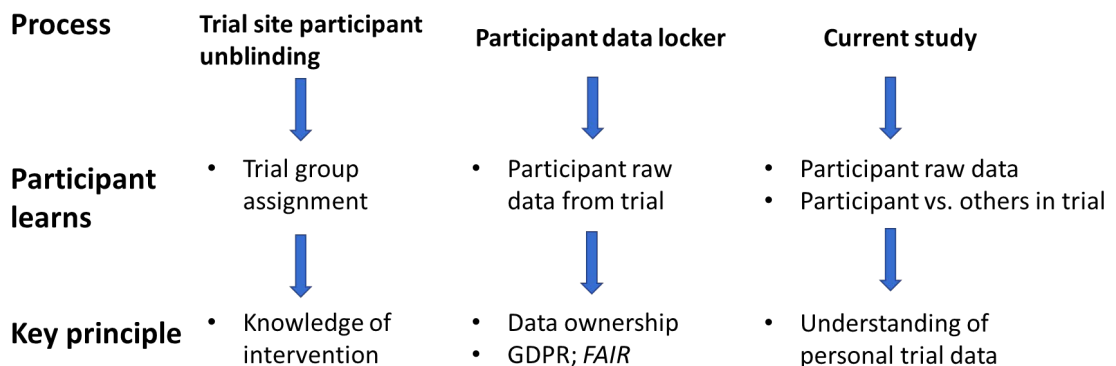 Process
Trial site participant
unblinding
Participant data locker
Current study
Participant
learns
• Trial group
assignment
• Participant raw
data from trial
• Participant raw data
• Participant vs. others in trial
Key principle
• Knowledge of
intervention
• Data ownership
• GDPR; FAIR
• Understanding of
personal trial data